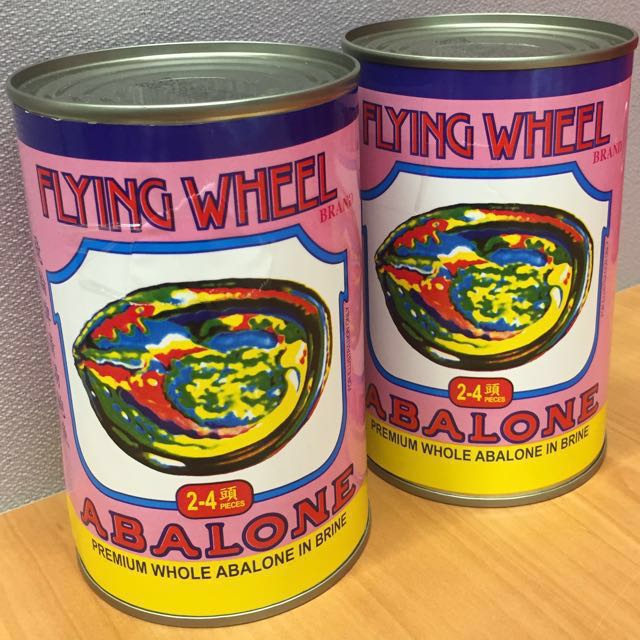 FLYING WHEEL
BRAND
2-4 頭
PIECES
ABALONE
PREMIUM WHOLE ABALONE IN BRINE
FLYING WHEEL
BRAND
2-4 頭
PIECES
ABALONE
PREMIUM WHOLE ABALONE IN BRINE